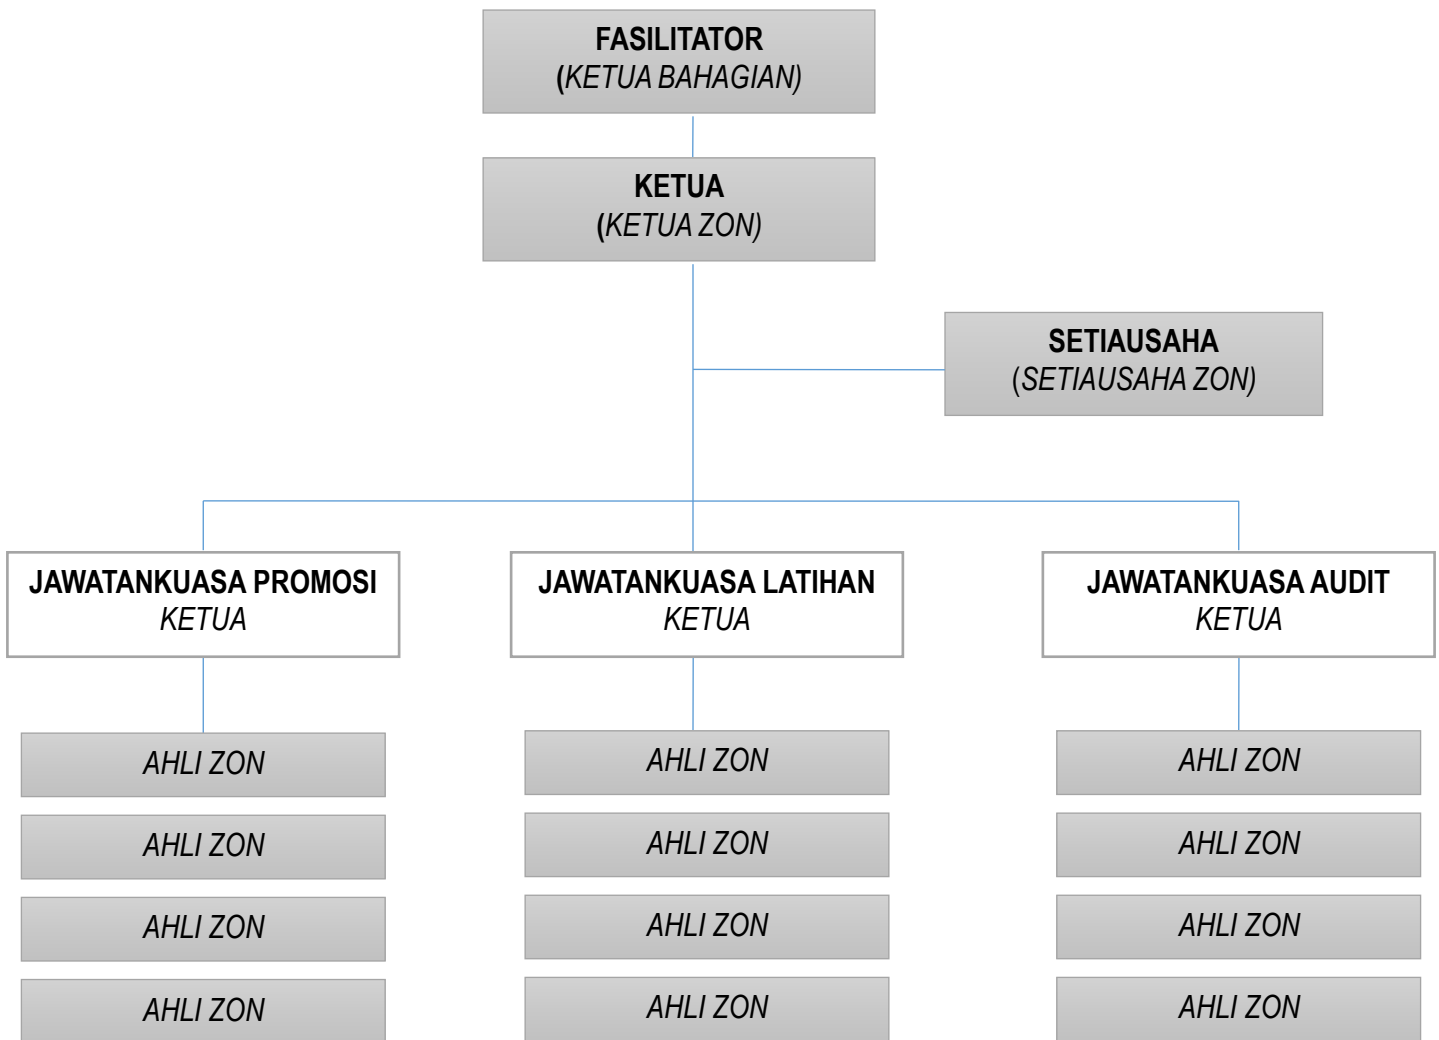 FASILITATOR
(KETUA BAHAGIAN)
KETUA
(KETUA ZON)
SETIAUSAHA
(SETIAUSAHA ZON)
JAWATANKUASA PROMOSI
KETUA
JAWATANKUASA LATIHAN
KETUA
JAWATANKUASA AUDIT
KETUA
AHLI ZON
AHLI ZON
AHLI ZON
AHLI ZON
AHLI ZON
AHLI ZON
AHLI ZON
AHLI ZON
AHLI ZON
AHLI ZON
AHLI ZON
AHLI ZON